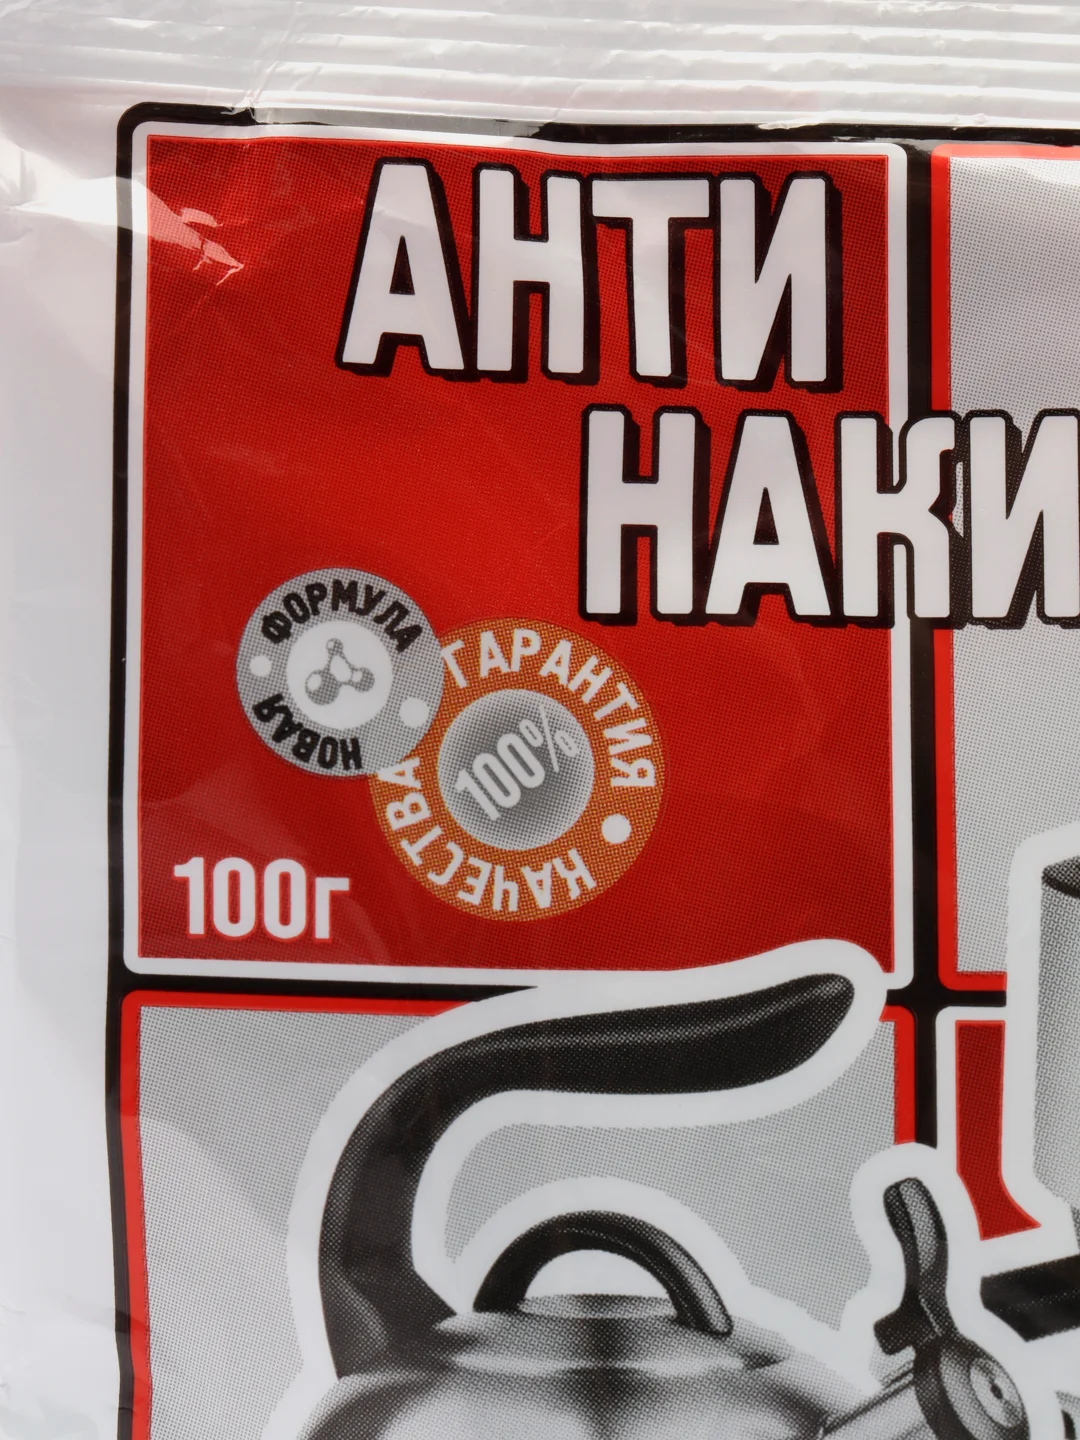 АНТИ
НАКИ
НОВАЯ ФОРМУЛА
ГАРАНТИЯ КАЧЕСТВА
100%
100г